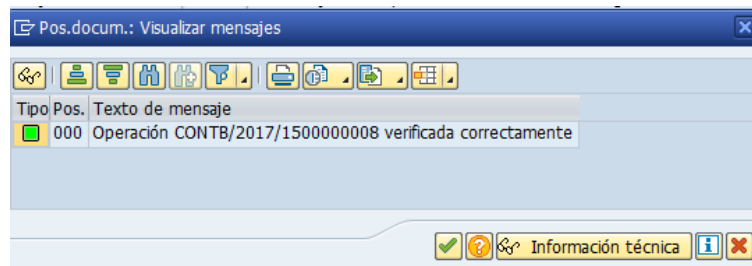 Pos.docum.: Visualizar mensajes
Tipo Pos. Texto de mensaje
000 Operación CONTB/2017/1500000008 verificada correctamente
Información técnica